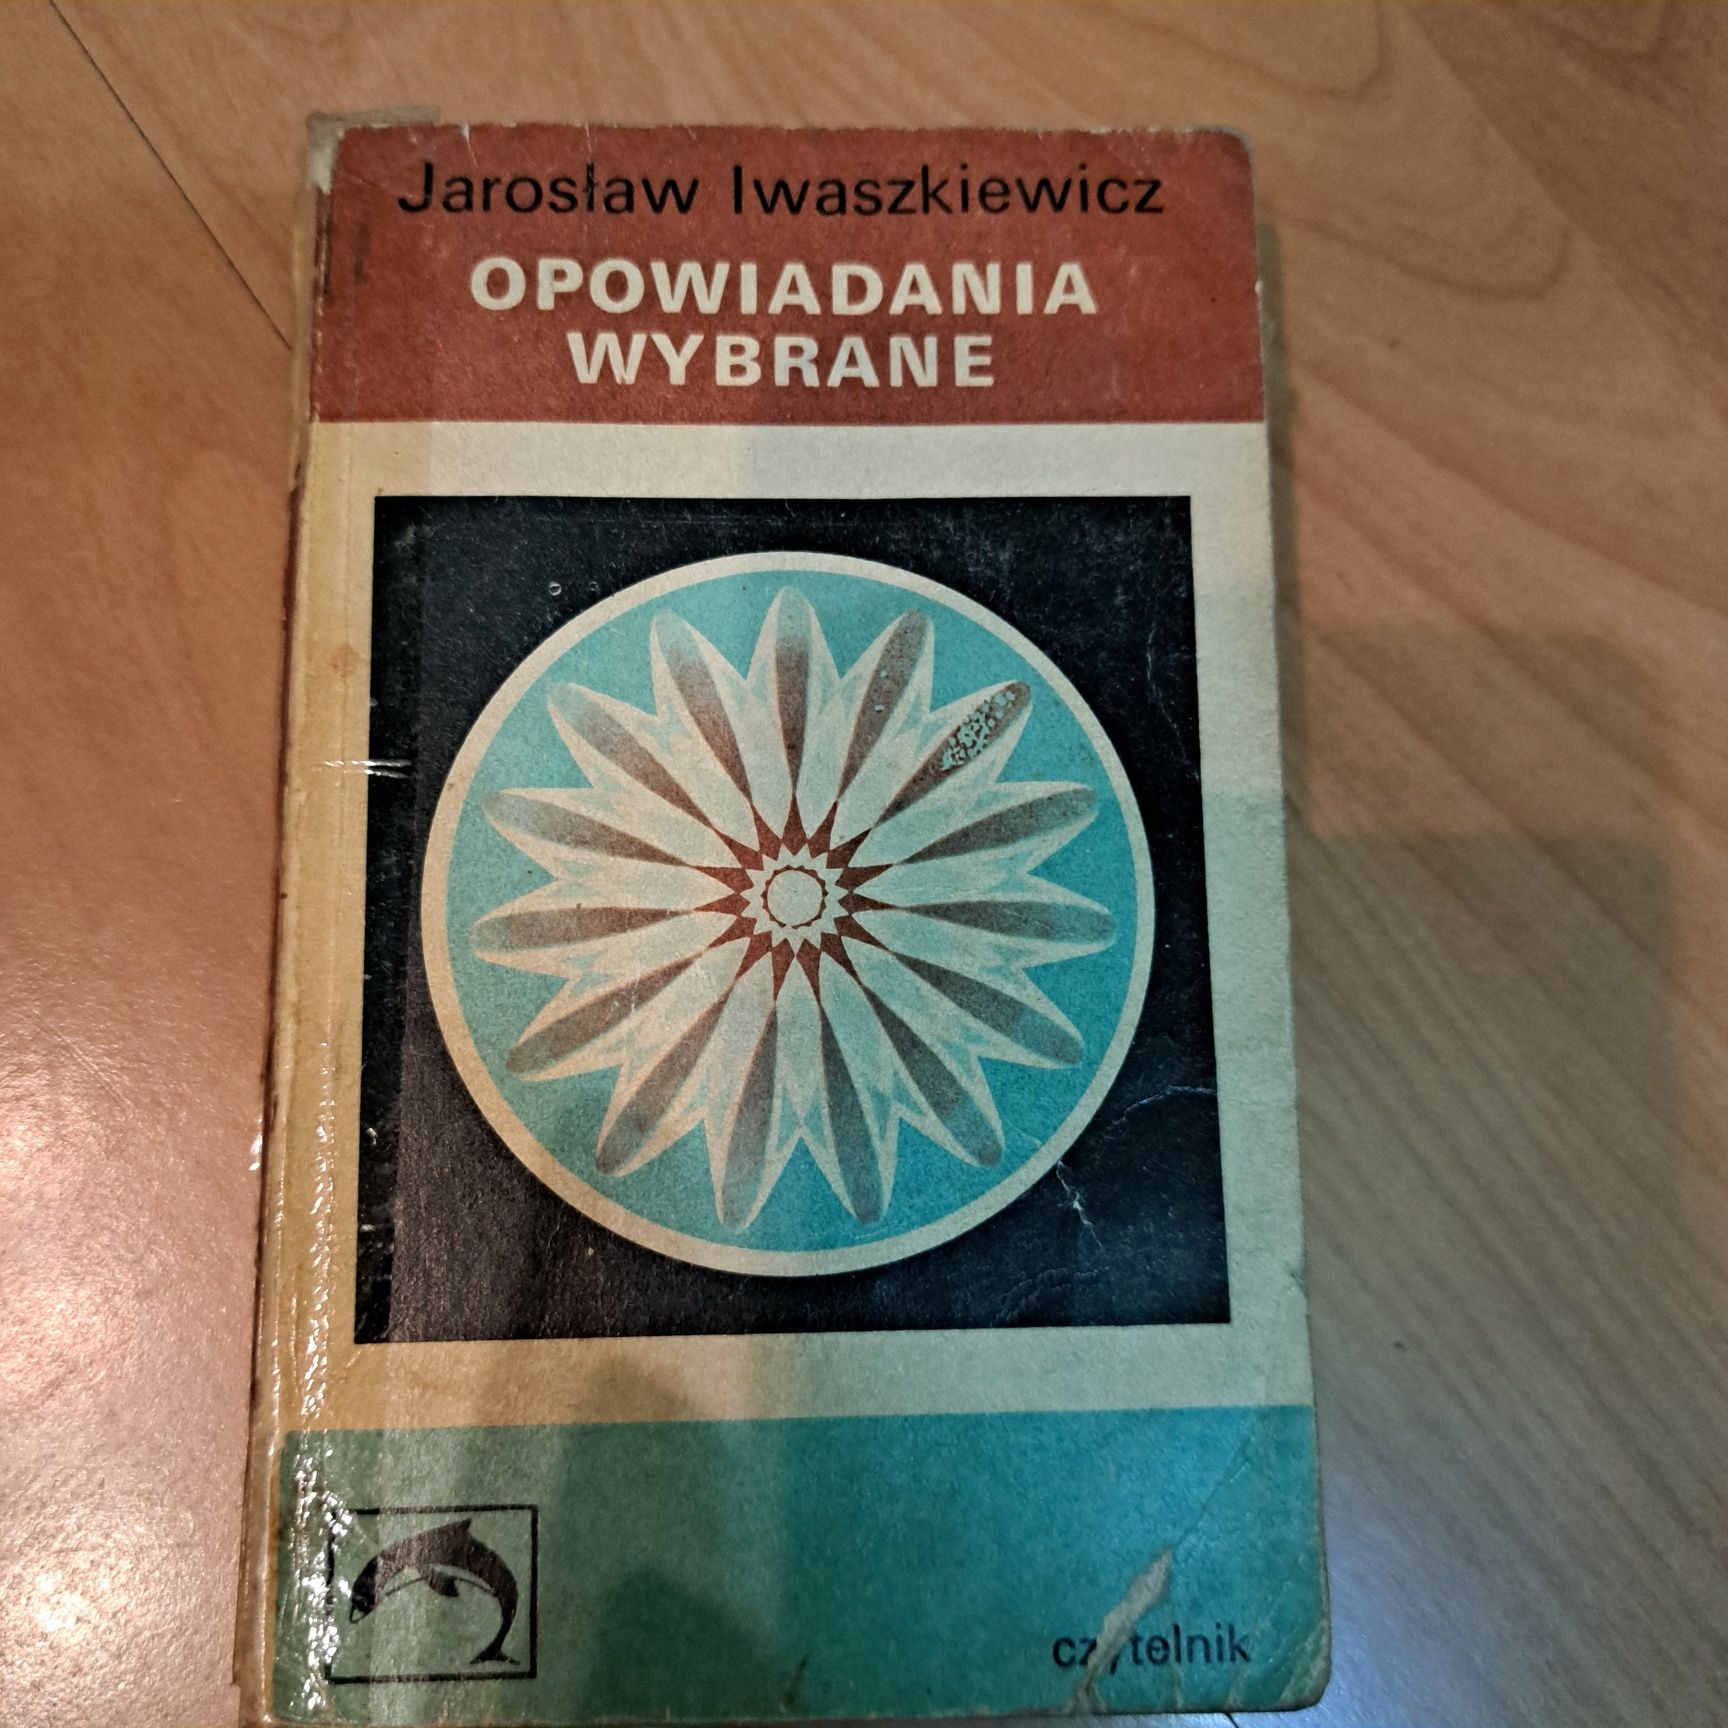 Jarosław Iwaszkiewicz
OPOWIADANIA
WYBRANE
czytelnik